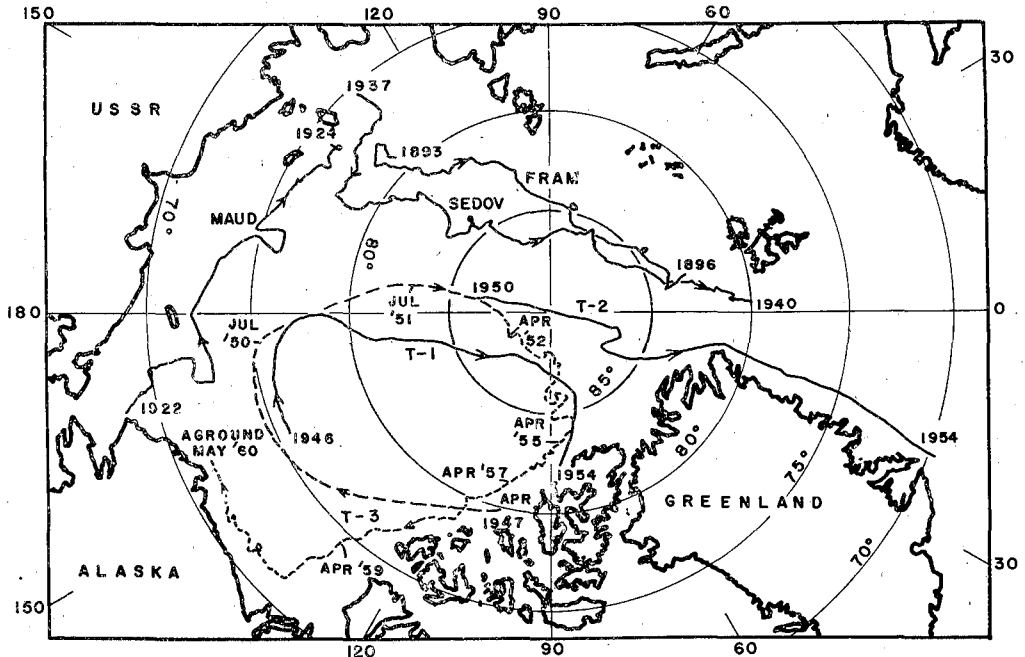 150
120
90
60
30
USSR
1937
1924
1893
FRAM
70°
MAUD
SEDOV
80°
1896
1950
1940
180
JUL '51
T-2
0
JUL '50
APR '52
T-1
85°
1922
APR '55
AGROUND
MAY '60
1946
80°
1954
APR '57
1954
75°
APR
1947
GREENLAND
T-3
70°
ALASKA
APR '59
30
150
120
90
60